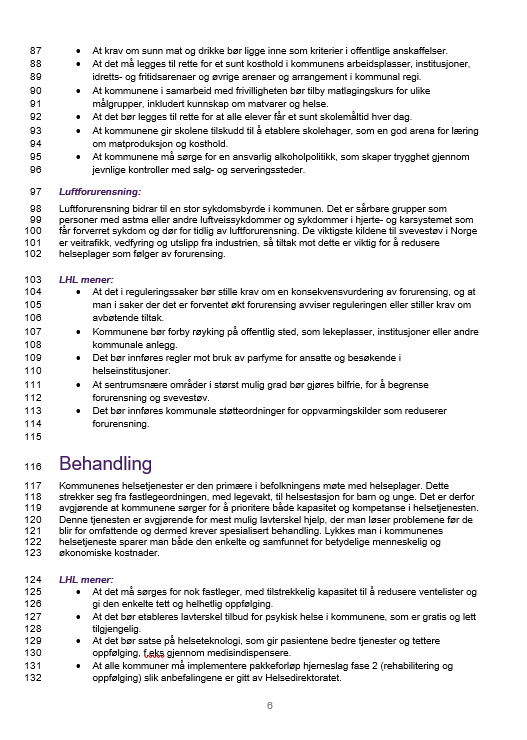 87 • At krav om sunn mat og drikke bør ligge inne som kriterier i offentlige anskaffelser.
88 • At det må legges til rette for et sunt kosthold i kommunens arbeidsplasser, institusjoner,
89 idretts- og fritidsarenaer og øvrige arenaer og arrangement i kommunal regi.
90 • At kommunene i samarbeid med frivilligheten bør tilby matlagingskurs for ulike
91 målgrupper, inkludert kunnskap om matvarer og helse.
92 • At det bør legges til rette for at alle elever får et sunt skolemåltid hver dag.
93 • At kommunene gir skolene tilskudd til å etablere skolehager, som en god arena for læring
94 om matproduksjon og kosthold.
95 • At kommunene må sørge for en ansvarlig alkoholpolitikk, som skaper trygghet gjennom
96 jevnlige kontroller med salg- og serveringssteder.
97 Luftforurensning:
98 Luftforurensning bidrar til en stor sykdomsbyrde i kommunen. Det er sårbare grupper som
99 personer med astma eller andre luftveissykdommer og sykdommer i hjerte- og karsystemet som
100 får forverret sykdom og dør for tidlig av luftforurensning. De viktigste kildene til svevestøv i Norge
101 er veitrafikk, vedfyring og utslipp fra industrien, så tiltak mot dette er viktig for å redusere
102 helseplager som følger av forurensing.
103 LHL mener:
104 • At det i reguleringssaker bør stille krav om en konsekvensvurdering av forurensing, og at
105 man i saker der det er forventet økt forurensing avviser reguleringen eller stiller krav om
106 avbøtende tiltak.
107 • Kommunene bør forby røyking på offentlig sted, som lekeplasser, institusjoner eller andre
108 kommunale anlegg.
109 • Det bør innføres regler mot bruk av parfyme for ansatte og besøkende i
110 helseinstitusjoner.
111 • At sentrumsnære områder i størst mulig grad bør gjøres bilfrie, for å begrense
112 forurensing og svevestøv.
113 • Det bør innføres kommunale støtteordninger for oppvarmingskilder som reduserer
114 forurensing.
115
116 Behandling
117 Kommunenes helsetjenester er den primære i befolkningens møte med helseplager. Dette
118 strekker seg fra fastlegeordningen, med legevakt, til helsestasjon for barn og unge. Det er derfor
119 avgjørende at kommunene sørger for å prioritere både kapasitet og kompetanse i helsetjenesten.
120 Denne tjenesten er avgjørende for mest mulig lavterskel hjelp, der man løser problemene før de
121 blir for omfattende og dermed krever spesialisert behandling. Lykkes man i kommunenes
122 helsetjeneste sparer man både den enkelte og samfunnet for betydelige menneskelig og
123 økonomiske kostnader.
124 LHL mener:
125 • At det må sørges for nok fastleger, med tilstrekkelig kapasitet til å redusere ventelister og
126 gi den enkelte tett og helhetlig oppfølging.
127 • At det bør etableres lavterskel tilbud for psykisk helse i kommunene, som er gratis og lett
128 tilgjengelig.
129 • At det bør satse på helseteknologi, som gir pasientene bedre tjenester og tettere
130 oppfølging, f.eks gjennom medisindispensere.
131 • At alle kommuner må implementere pakkeforløp hjerneslag fase 2 (rehabilitering og
132 oppfølging) slik anbefalingene er gitt av Helsedirektoratet.
6